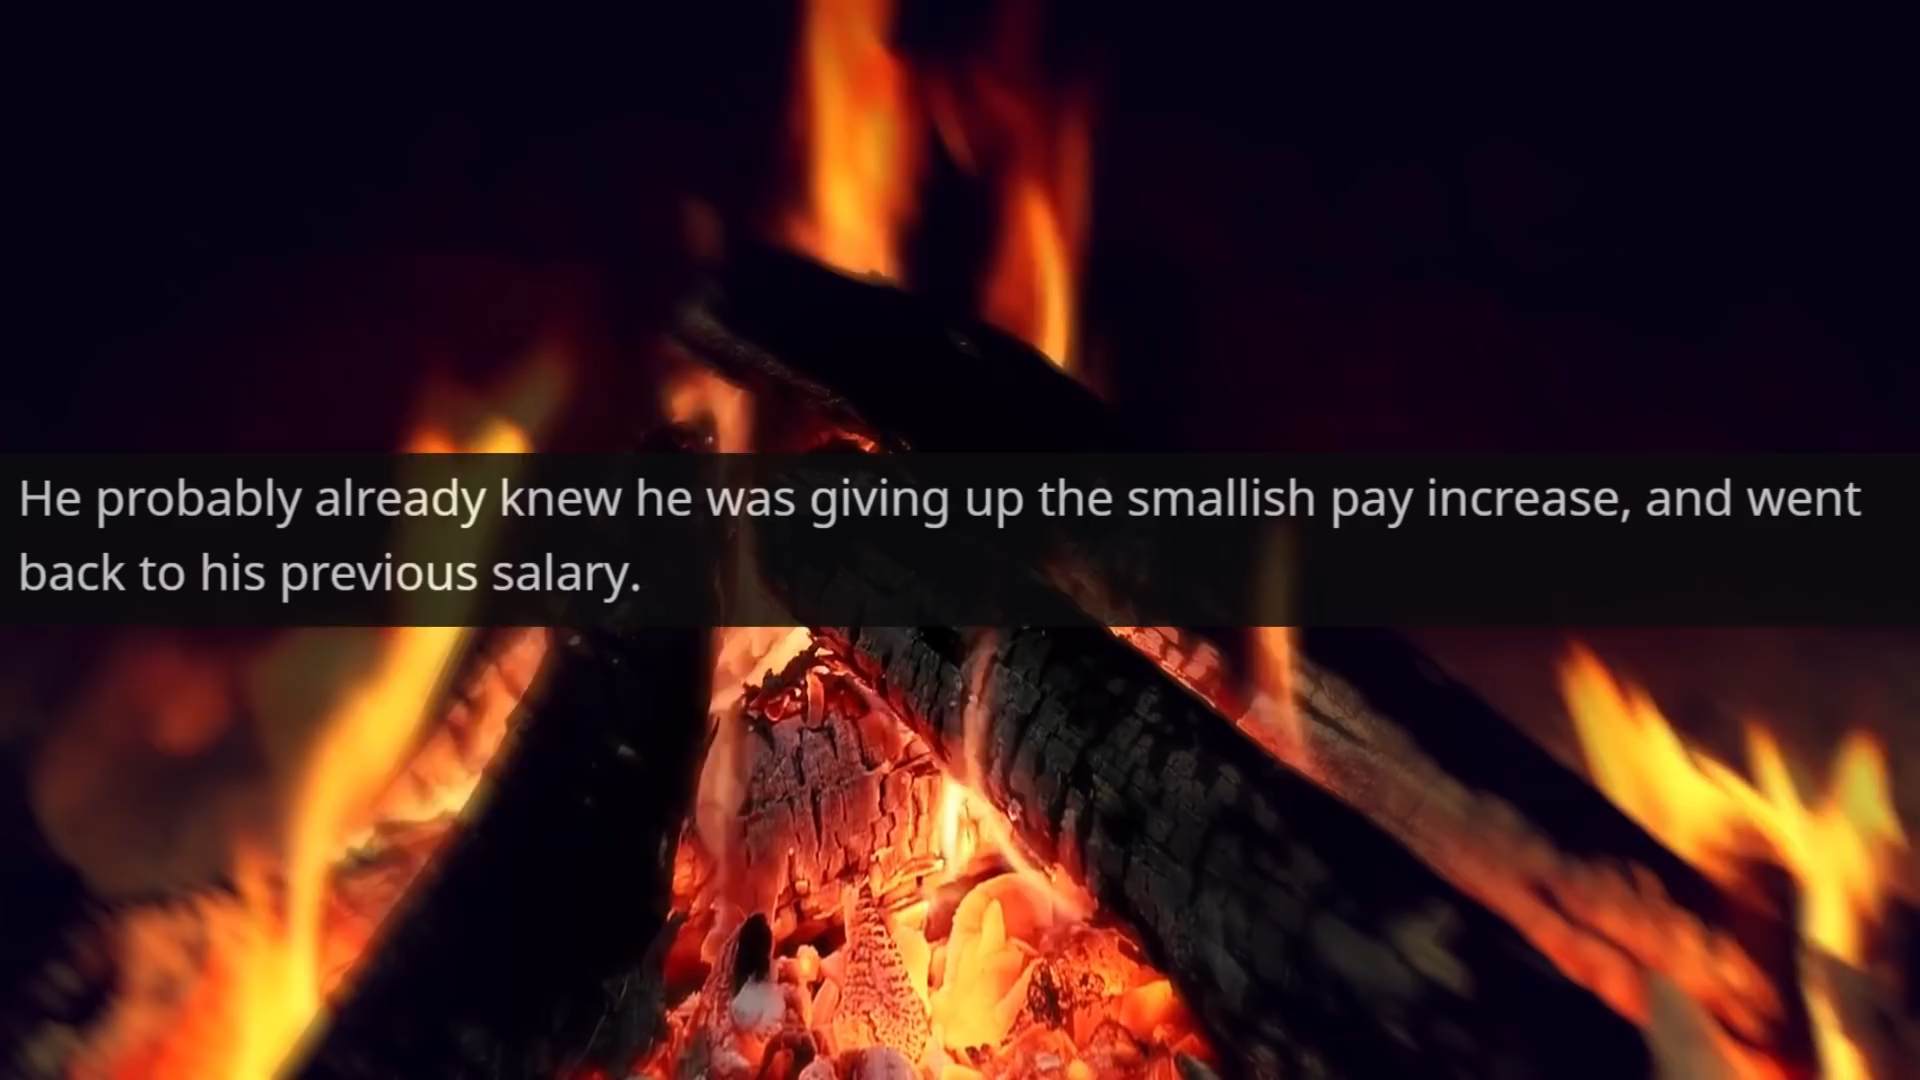 He probably already knew he was giving up the smallish pay increase, and went
back to his previous salary.